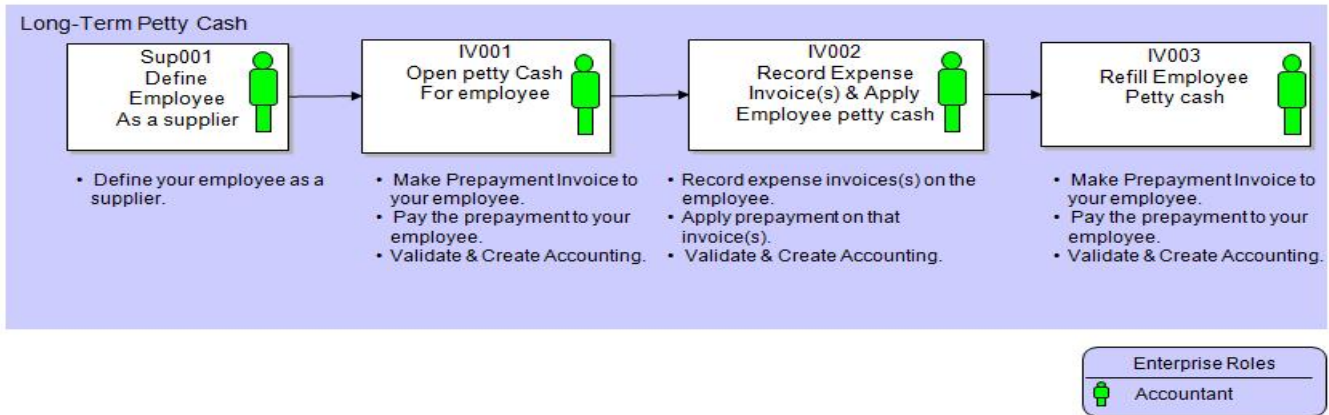 Long-Term Petty Cash
Sup001
Define
Employee
As a supplier
IV001
Open petty Cash
For employee
IV002
Record Expense
Invoice(s) & Apply
Employee petty cash
IV003
Refill Employee
Petty cash
• Define your employee as a
supplier.
• Make Prepayment Invoice to
your employee.
• Pay the prepayment to your
employee.
• Validate & Create Accounting.
• Record expense invoices(s) on the
employee.
• Apply prepayment on that
invoice(s).
• Validate & Create Accounting.
• Make Prepayment Invoice to
your employee.
• Pay the prepayment to your
employee.
• Validate & Create Accounting.
Enterprise Roles
Accountant